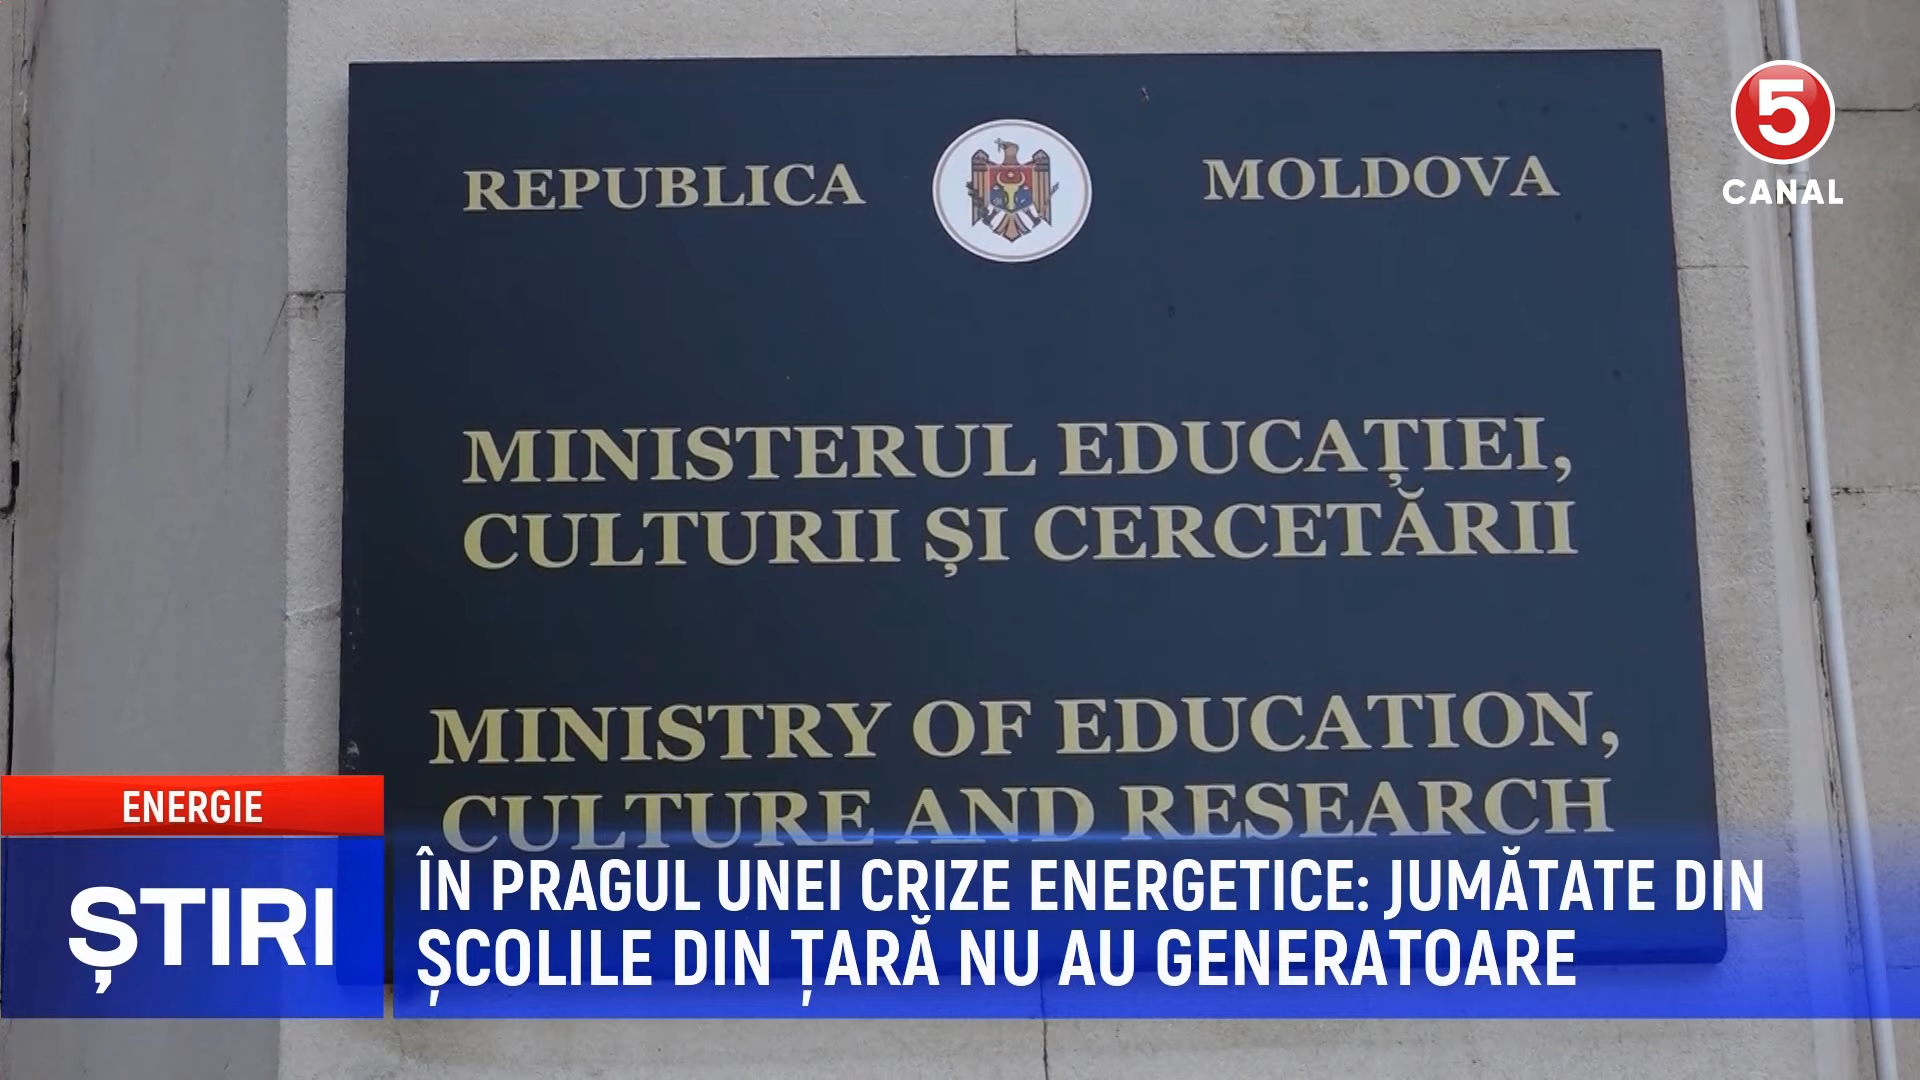 REPUBLICA MOLDOVA
5
CANAL
MINISTERUL EDUCAȚIEI,
CULTURII ȘI CERCETĂRII
MINISTRY OF EDUCATION,
CULTURE AND RESEARCH
ENERGIE
ȘTIRI
ÎN PRAGUL UNEI CRIZE ENERGETICE: JUMĂTATE DIN
ȘCOLILE DIN ȚARĂ NU AU GENERATOARE